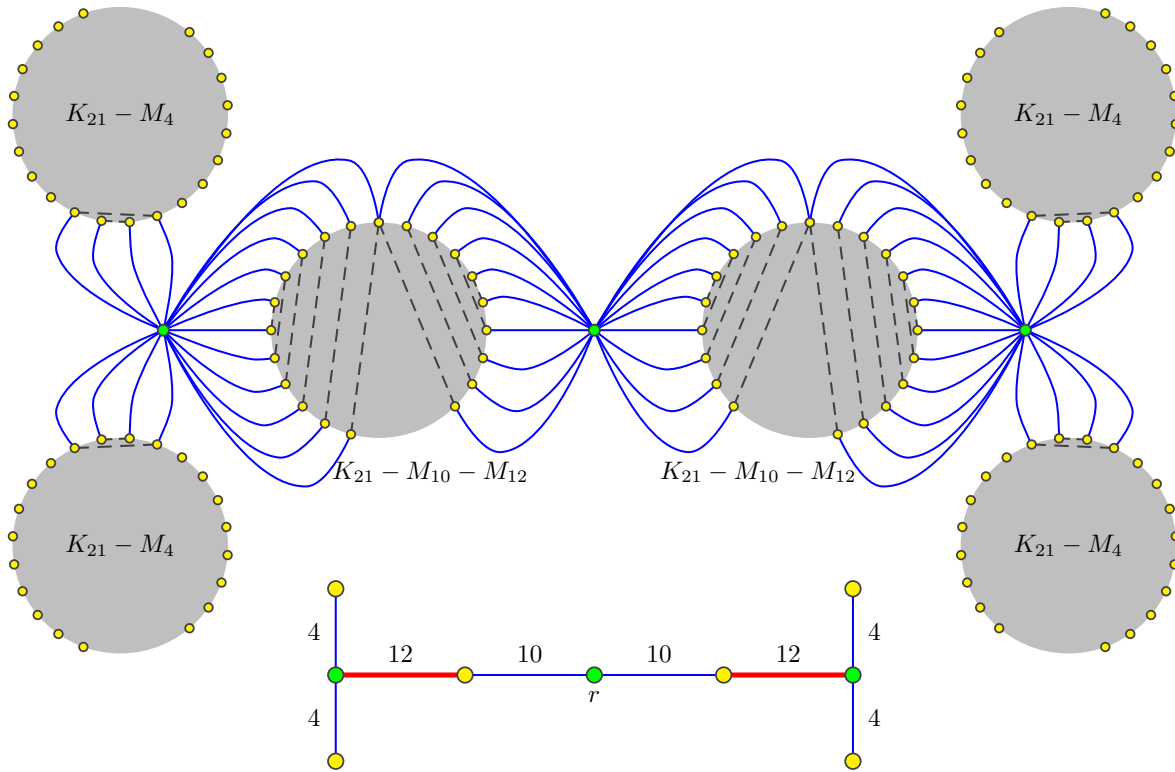 $K_{21} - M_4$
$K_{21} - M_4$
$K_{21} - M_{10} - M_{12}$
$K_{21} - M_{10} - M_{12}$
$K_{21} - M_4$
$K_{21} - M_4$
4
4
12
10
10
12
r
4
4